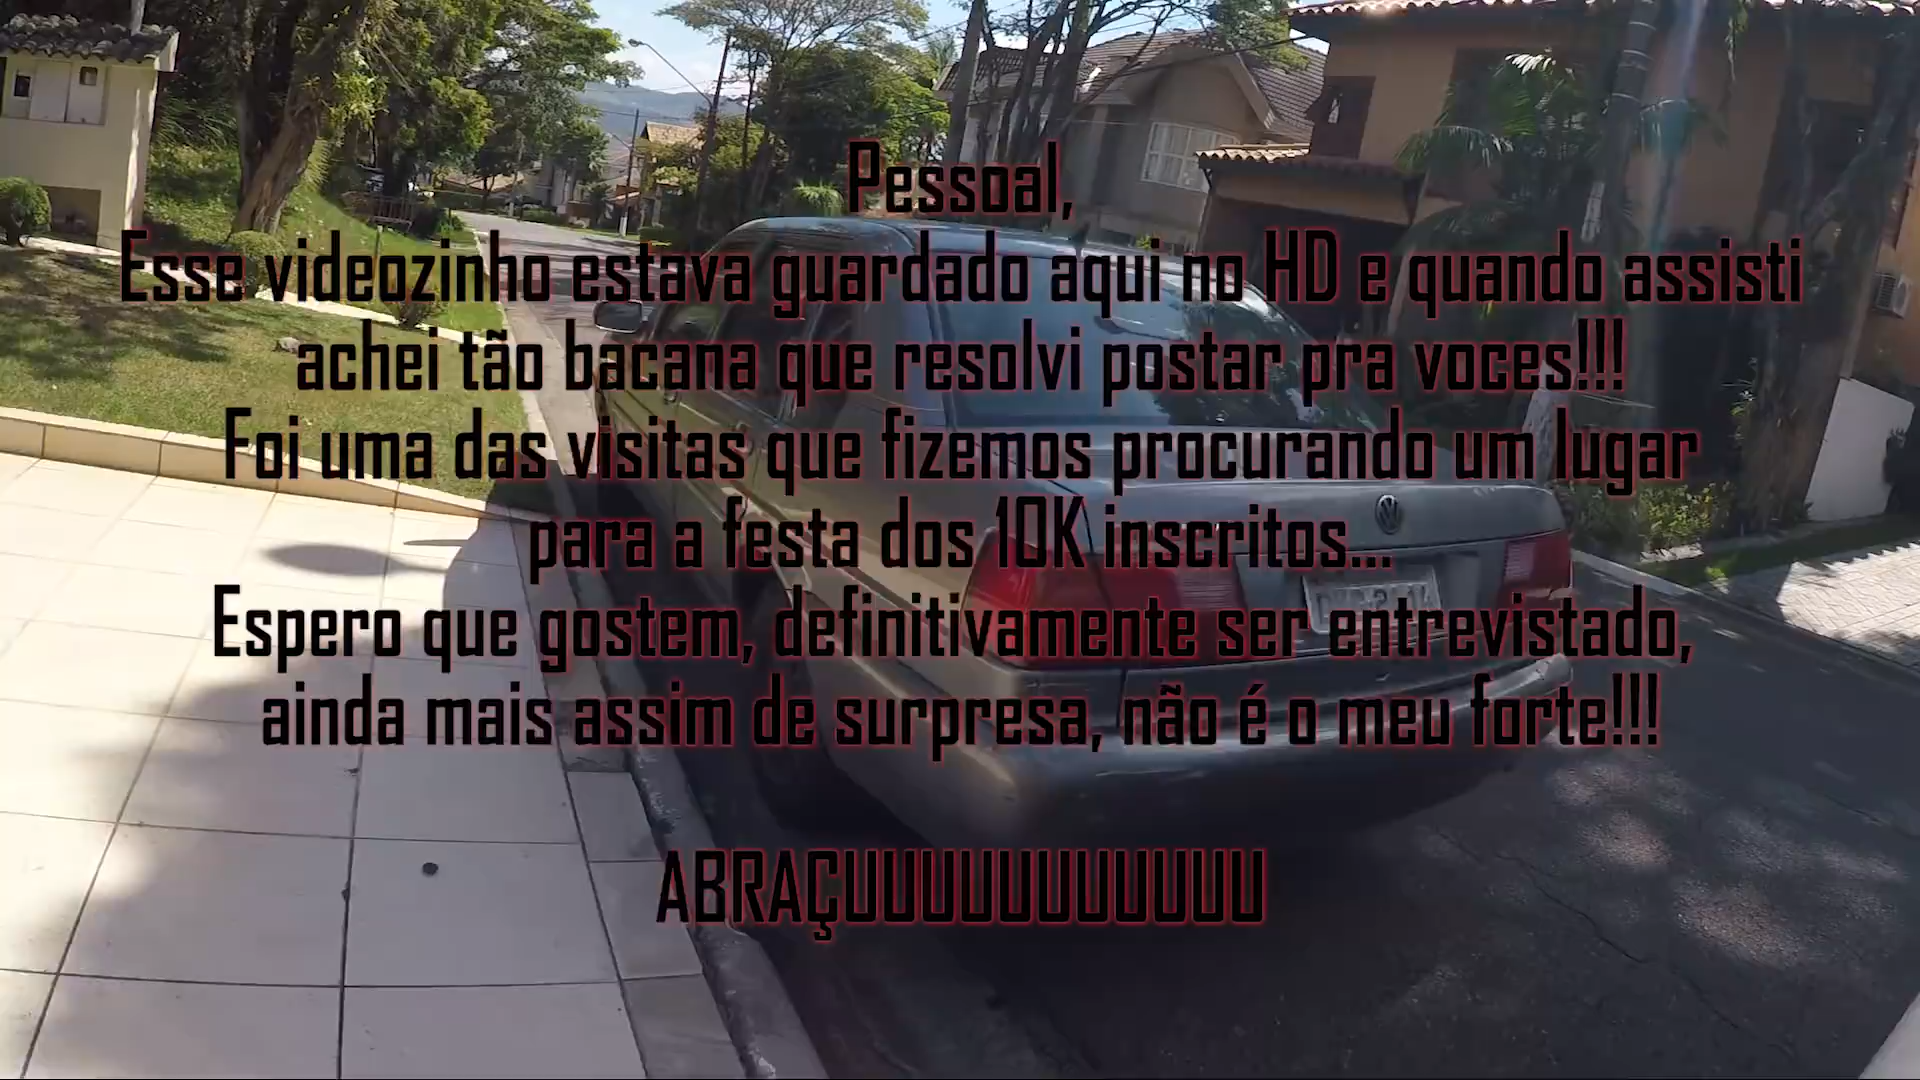 Pessoal,
Esse videozinho estava guardado aqui no HD e quando assisti
achei tão bacana que resolvi postar pra voces!!!
Foi uma das visitas que fizemos procurando um lugar
para a festa dos 10K inscritos...
Espero que gostem, definitivamente ser entrevistado,
ainda mais assim de surpresa, não é o meu forte!!!
ABRAÇUUUUUUUUUUUU